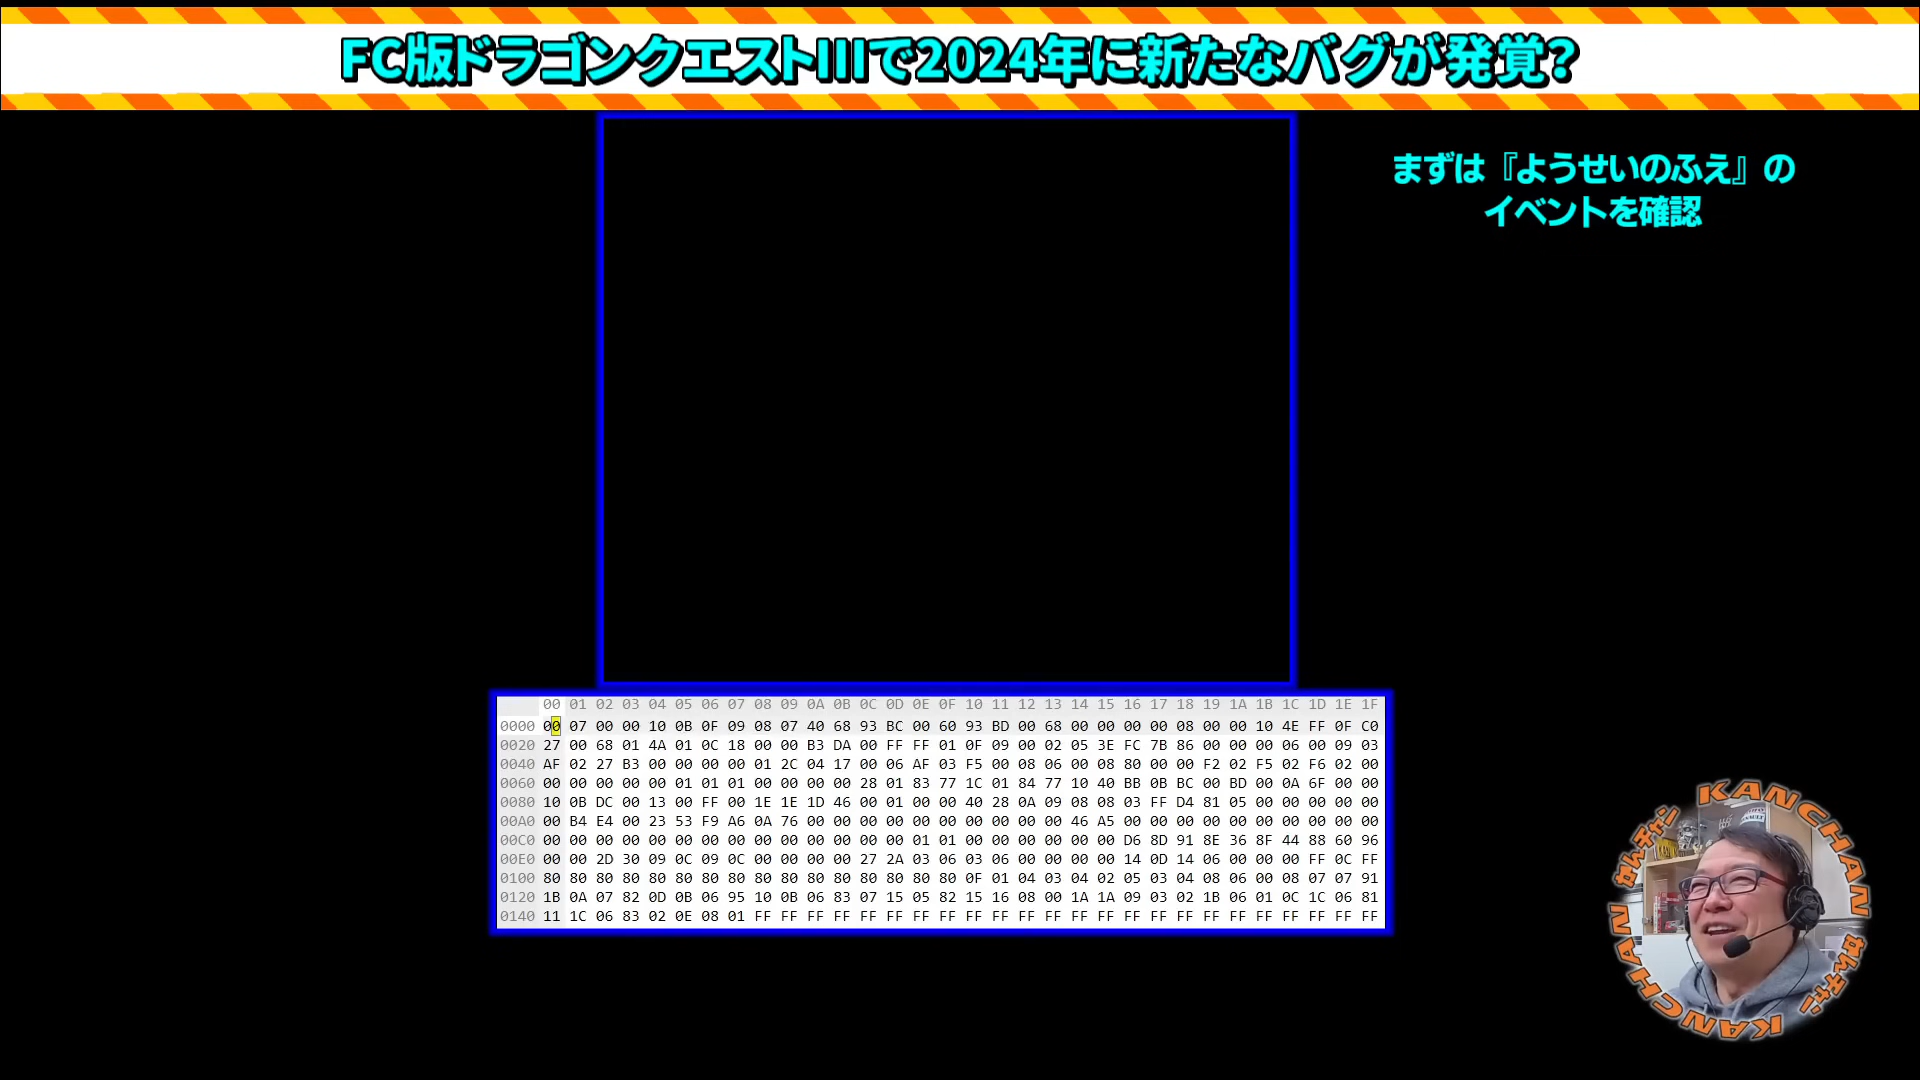 FC版ドラゴンクエストIIIで2024年に新たなバグが発覚？
まずは『ようせいのふえ』の
イベントを確認
00 01 02 03 04 05 06 07 08 09 0A 0B 0C 0D 0E 0F 10 11 12 13 14 15 16 17 18 19 1A 1B 1C 1D 1E 1F
0000 00 07 00 00 10 0B 0F 09 08 07 40 68 93 BC 00 60 93 BD 00 68 00 00 00 00 08 00 00 10 4E FF 0F C0
0020 27 00 68 01 4A 01 0C 18 00 00 B3 DA 00 FF FF 01 0F 09 00 02 05 3E FC 7B 86 00 00 00 06 00 09 03
0040 AF 02 27 B3 00 00 00 00 01 2C 04 17 00 06 AF 03 F5 00 08 06 00 08 80 00 00 F2 02 F5 02 F6 02 00
0060 00 00 00 00 00 01 01 01 00 00 00 00 28 01 83 77 1C 01 84 77 10 40 BB 0B BC 00 BD 00 0A 6F 00 00
0080 10 0B DC 00 13 00 FF 00 1E 1E 1D 46 00 01 00 00 40 28 0A 09 08 08 03 FF D4 81 05 00 00 00 00 00
00A0 00 B4 E4 00 23 53 F9 A6 0A 76 00 00 00 00 00 00 00 00 00 00 46 A5 00 00 00 00 00 00 00 00 00 00
00C0 00 00 00 00 00 00 00 00 00 00 00 00 00 00 01 01 00 00 00 00 00 00 D6 8D 91 8E 36 8F 44 88 60 96
00E0 00 00 2D 30 09 0C 09 0C 00 00 00 00 27 2A 03 06 03 06 00 00 00 00 14 0D 14 06 00 00 00 FF 0C FF
0100 80 80 80 80 80 80 80 80 80 80 80 80 80 80 80 80 0F 01 04 03 04 02 05 03 04 08 06 00 08 07 07 91
0120 1B 0A 07 82 0D 0B 06 95 10 0B 06 83 07 15 05 82 15 16 08 00 1A 1A 09 03 02 1B 06 01 0C 1C 06 81
0140 11 1C 06 83 02 0E 08 01 FF FF FF FF FF FF FF FF FF FF FF FF FF FF FF FF FF FF FF FF FF FF FF FF
KANCHAN
かんチャン
KANCHAN
かんチャン